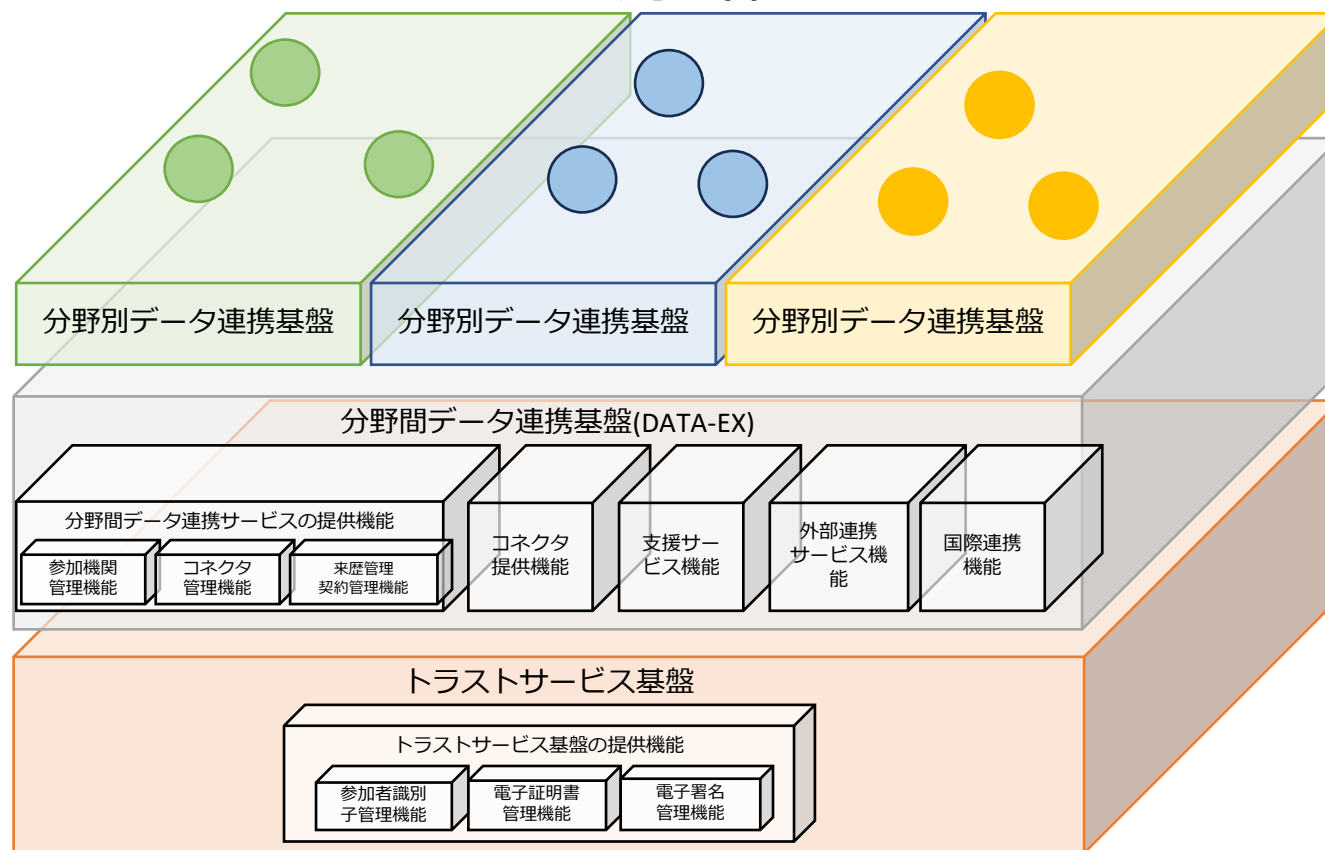 分野別データ連携基盤
分野別データ連携基盤
分野別データ連携基盤
分野間データ連携基盤(DATA-EX)
分野間データ連携サービスの提供機能
参加機関
管理機能
コネクタ
管理機能
来歴管理
契約管理機能
コネクタ
提供機能
支援サー
ビス機能
外部連携
サービス機
能
国際連携
機能
トラストサービス基盤
トラストサービス基盤の提供機能
参加者識別
子管理機能
電子証明書
管理機能
電子署名
管理機能